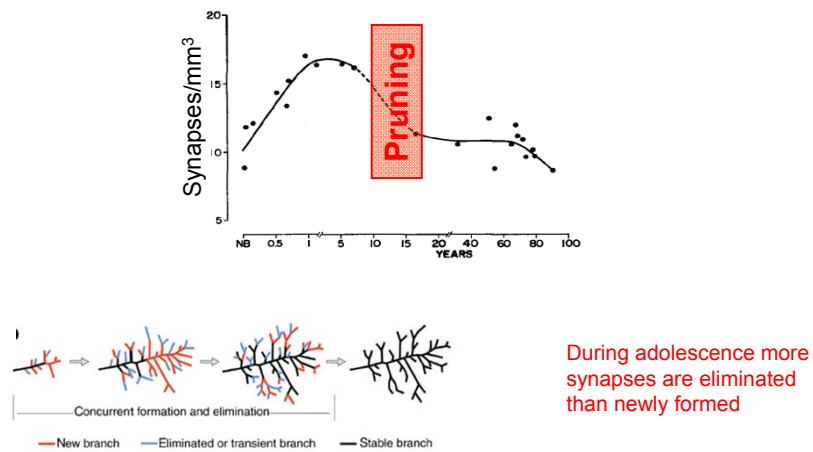 20
15
10
5
Synapses/mm³
Pruning
NB 0.5 1 5 10 15 20 40 60 80 100
YEARS
Concurrent formation and elimination
New branch Eliminated or transient branch Stable branch
During adolescence more
synapses are eliminated
than newly formed